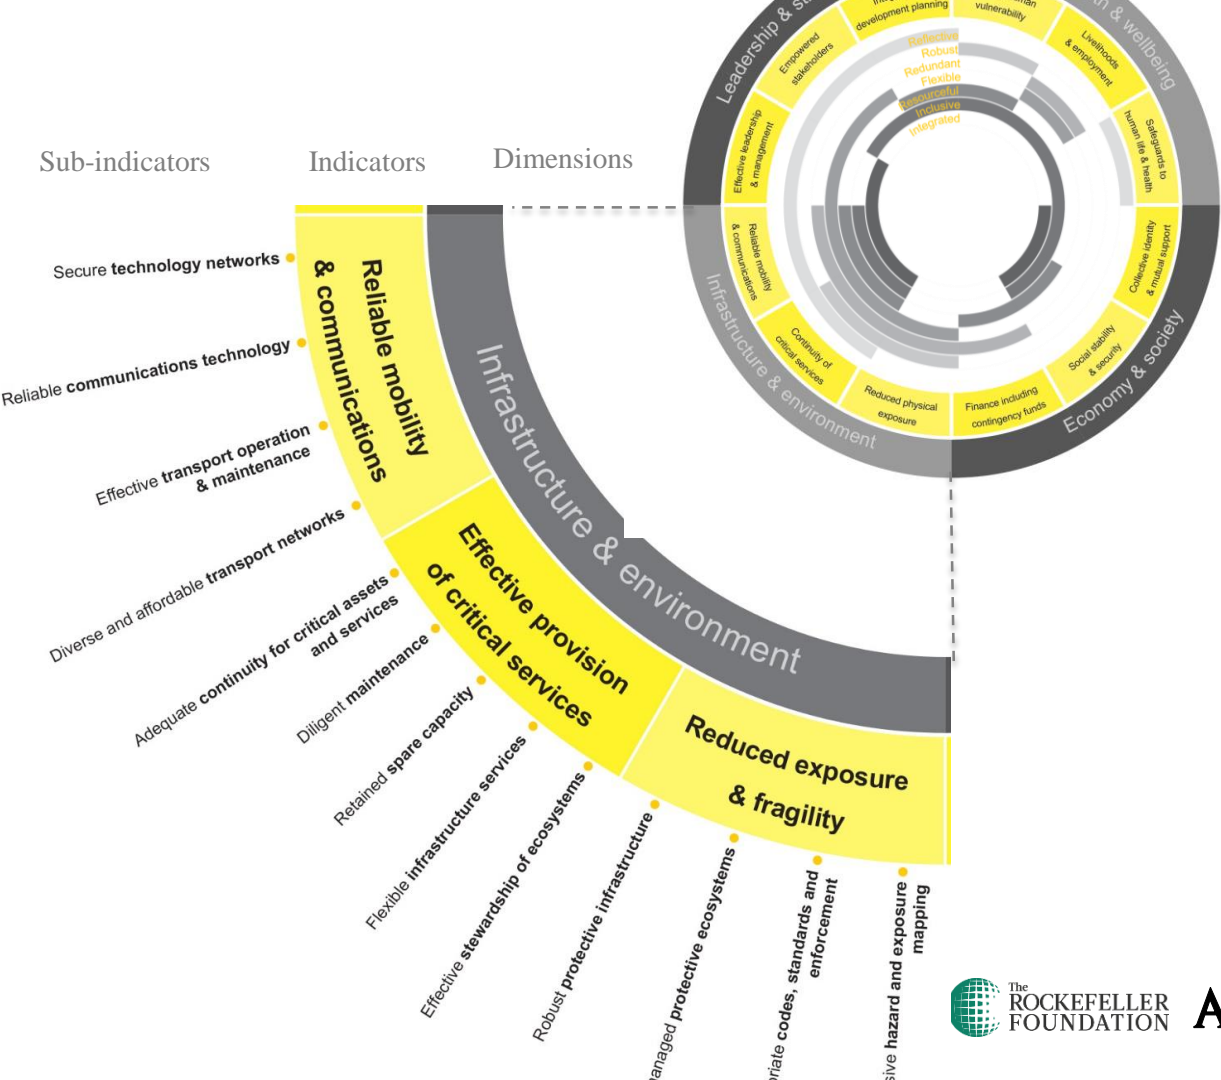 Sub-indicators
Indicators
Dimensions
Secure technology networks
Reliable communications technology
Effective transport operation
& maintenance
Diverse and affordable transport networks
Adequate continuity for critical assets
and services
Diligent maintenance
Retained spare capacity
Flexible infrastructure services
Effective stewardship of ecosystems
Robust protective infrastructure
managed protective ecosystems
codes, standards and
enforcement
hazard and exposure
mapping
Reliable mobility
& communications
Effective provision
of critical services
Reduced exposure
& fragility
Infrastructure & environment
Leadership &
& wellbeing
Economy & society
Infrastructure & environment
development planning
vulnerability
Empowered
stakeholders
Livelihoods
& employment
Effective leadership
& management
Safeguards to
human life & health
Reliable mobility
& communications
Collective identity
& mutual support
Continuity of
critical services
Social stability
& security
Reduced physical
exposure
Finance including
contingency funds
Reflective
Robust
Redundant
Flexible
Resourceful
Inclusive
Integrated
The
ROCKEFELLER
FOUNDATION
A